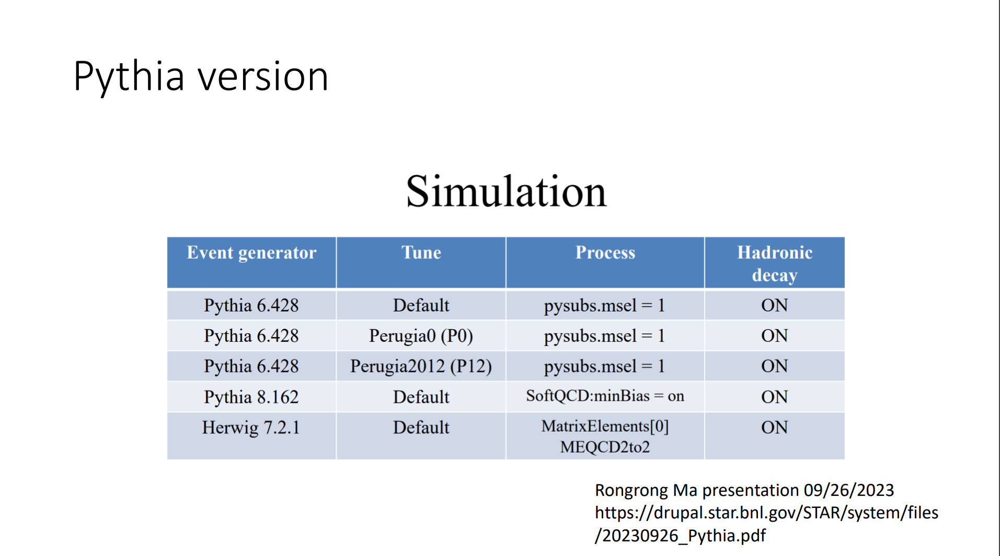 Pythia version
Simulation
Event generator Tune Process Hadronic
decay
Pythia 6.428 Default pysubs.msel = 1 ON
Pythia 6.428 Perugia0 (P0) pysubs.msel = 1 ON
Pythia 6.428 Perugia2012 (P12) pysubs.msel = 1 ON
Pythia 8.162 Default SoftQCD:minBias = on ON
Herwig 7.2.1 Default MatrixElements[0] ON
MEQCD2to2
Rongrong Ma presentation 09/26/2023
https://drupal.star.bnl.gov/STAR/system/files
/20230926_Pythia.pdf